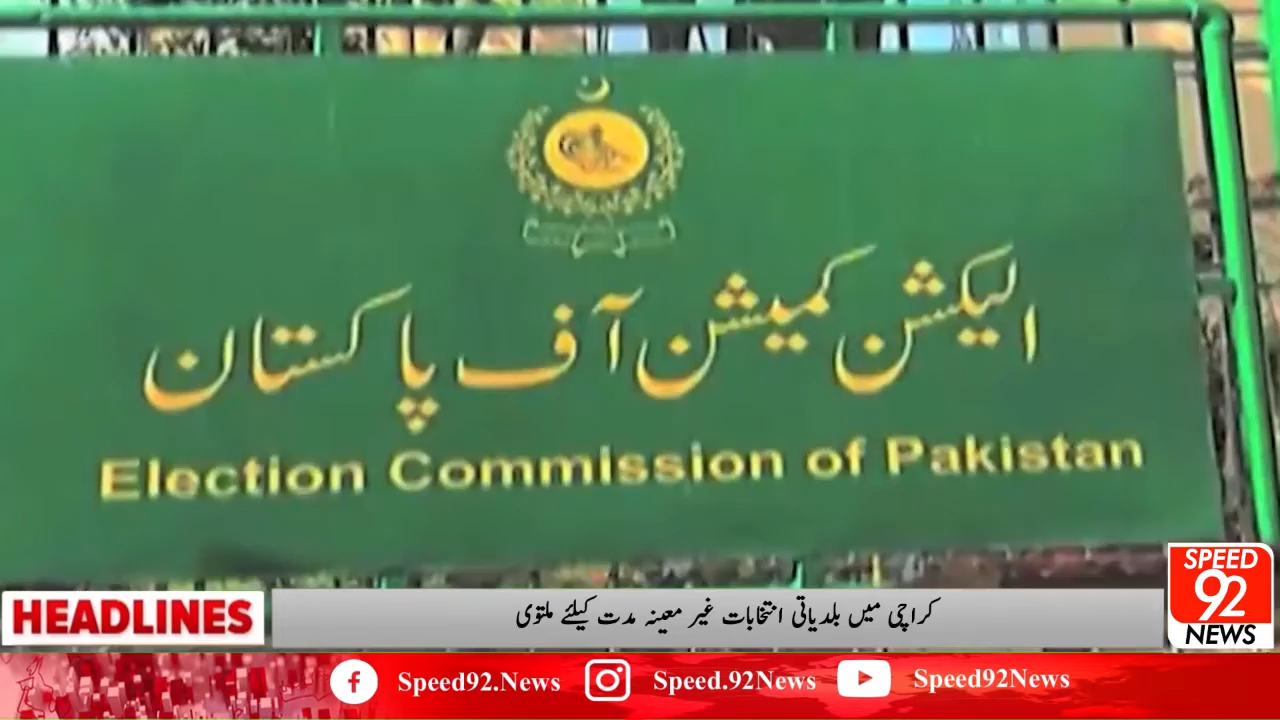 الیکشن کمیشن آف پاکستان
Election Commission of Pakistan
HEADLINES
کراچی میں بلدیاتی انتخابات غیر معینہ مدت کیلئے ملتوی
SPEED
92
NEWS
Speed92.News
Speed.92News
Speed92News